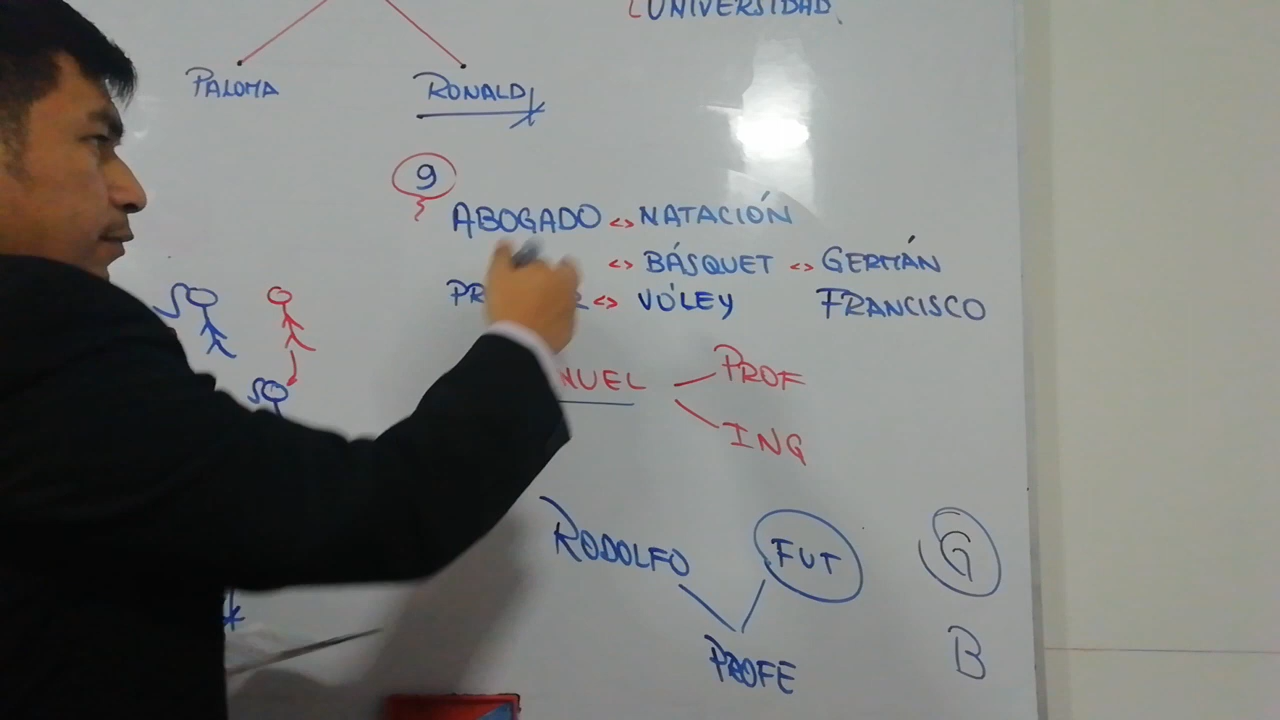 UNIVERSIDAD
PALOMA RONALD
9
ABOGADO <> NATACIÓN
<> BÁSQUET <> GERMÁN
<> VÓLEY FRANCISCO
PROF
ING
RODOLFO FUT G
PROFE B